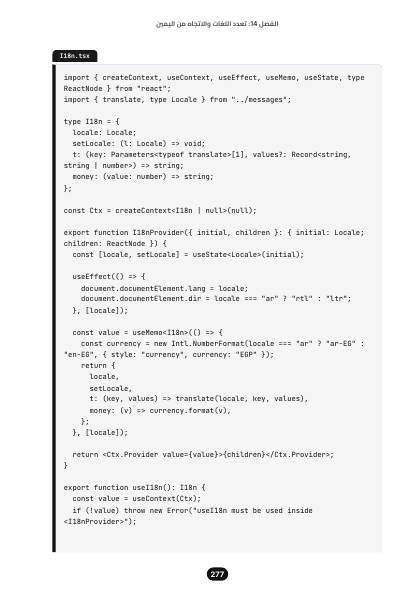 الفصل 14: تعدد اللغات والاتجاه من اليمين
I18n.tsx
import { createContext, useContext, useEffect, useMemo, useState, type
ReactNode } from "react";
import { translate, type Locale } from "../messages";
type I18n = {
  locale: Locale;
  setLocale: (l: Locale) => void;
  t: (key: Parameters<typeof translate>[1], values?: Record<string,
string | number>) => string;
  money: (value: number) => string;
};
const Ctx = createContext<I18n | null>(null);
export function I18nProvider({ initial, children }: { initial: Locale;
children: ReactNode }) {
  const [locale, setLocale] = useState<Locale>(initial);
  useEffect(() => {
    document.documentElement.lang = locale;
    document.documentElement.dir = locale === "ar" ? "rtl" : "ltr";
  }, [locale]);
  const value = useMemo<I18n>(() => {
    const currency = new Intl.NumberFormat(locale === "ar" ? "ar-EG" :
"en-EG", { style: "currency", currency: "EGP" });
    return {
      locale,
      setLocale,
      t: (key, values) => translate(locale, key, values),
      money: (v) => currency.format(v),
    };
  }, [locale]);
  return <Ctx.Provider value={value}>{children}</Ctx.Provider>;
}
export function useI18n(): I18n {
  const value = useContext(Ctx);
  if (!value) throw new Error("useI18n must be used inside
<I18nProvider>");
277